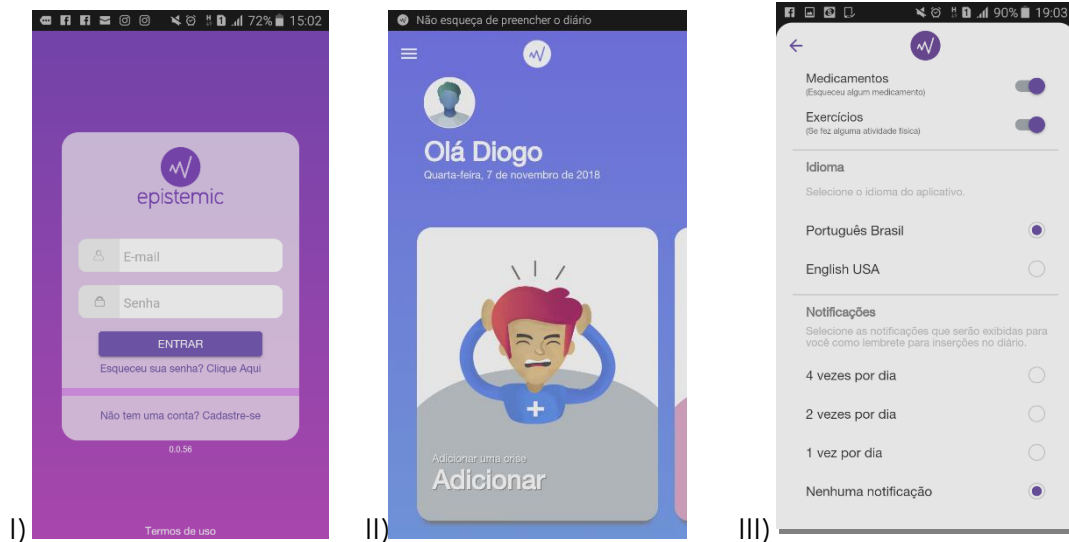 72% 15:02
epistemic
E-mail
Senha
ENTRAR
Esqueceu sua senha? Clique Aqui
Não tem uma conta? Cadastre-se
0.0.56
Termos de uso
I)
Não esqueça de preencher o diário
Olá Diogo
Quarta-feira, 7 de novembro de 2018
Adicionar uma crise
Adicionar
II)
90% 19:03
Medicamentos
(Esqueceu algum medicamento)
Exercícios
(Se fez alguma atividade física)
Idioma
Selecione o idioma do aplicativo.
Português Brasil
English USA
Notificações
Selecione as notificações que serão exibidas para
você como lembrete para inserções no diário.
4 vezes por dia
2 vezes por dia
1 vez por dia
Nenhuma notificação
III)